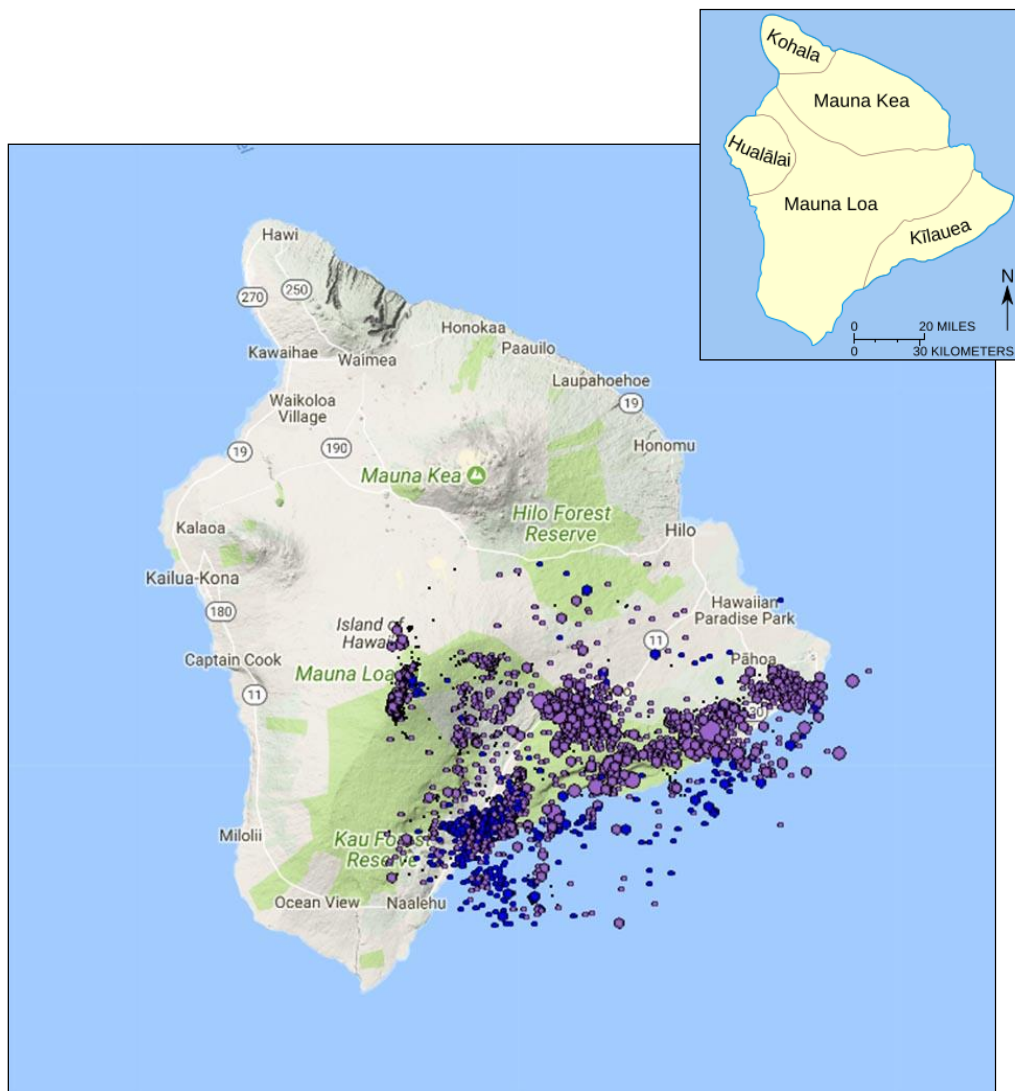 Kohala
Mauna Kea
Hualālai
Mauna Loa
Kīlauea
N
0 20 MILES
0 30 KILOMETERS
Hawi
250
270
Honokaa
Kawaihae
Paauilo
Waimea
Laupahoehoe
Waikoloa
Village
19
Honomu
190
19
Mauna Kea
Hilo Forest
Reserve
Kalaoa
Hilo
Kailua-Kona
180
Hawaiian
Paradise Park
Island of
Hawaii
11
Captain Cook
Pāhoa
Mauna Loa
11
Milolii
Kau Forest
Reserve
Ocean View
Naalehu